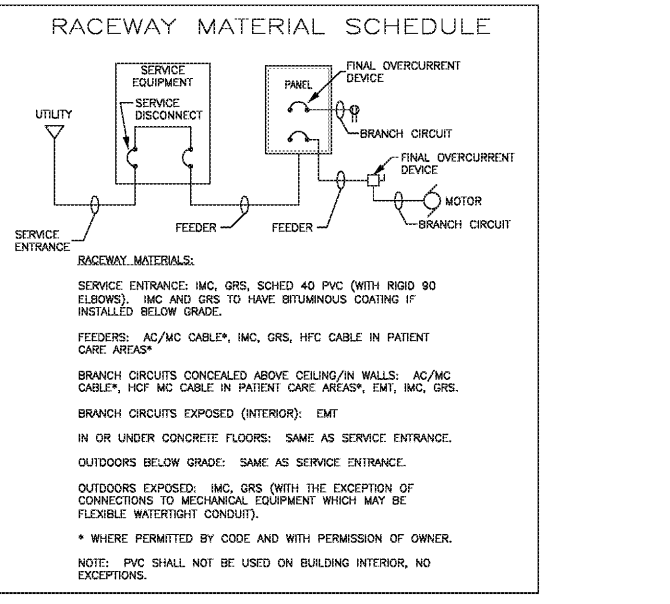 RACEWAY MATERIAL SCHEDULE
SERVICE
EQUIPMENT
PANEL
FINAL OVERCURRENT
DEVICE
UTILITY
SERVICE
DISCONNECT
BRANCH CIRCUIT
FINAL OVERCURRENT
DEVICE
MOTOR
SERVICE
ENTRANCE
FEEDER
FEEDER
BRANCH CIRCUIT
RACEWAY MATERIALS:
SERVICE ENTRANCE: IMC, GRS, SCHED 40 PVC (WITH RIGID 90
ELBOWS). IMC AND GRS TO HAVE BITUMINOUS COATING IF
INSTALLED BELOW GRADE.
FEEDERS: AC/MC CABLE*, IMC, GRS, HFC CABLE IN PATIENT
CARE AREAS*
BRANCH CIRCUITS CONCEALED ABOVE CEILING/IN WALLS: AC/MC
CABLE*, HCF MC CABLE IN PATIENT CARE AREAS*, EMT, IMC, GRS.
BRANCH CIRCUITS EXPOSED (INTERIOR): EMT
IN OR UNDER CONCRETE FLOORS: SAME AS SERVICE ENTRANCE.
OUTDOORS BELOW GRADE: SAME AS SERVICE ENTRANCE.
OUTDOORS EXPOSED: IMC, GRS (WITH THE EXCEPTION OF
CONNECTIONS TO MECHANICAL EQUIPMENT WHICH MAY BE
FLEXIBLE WATERTIGHT CONDUIT).
* WHERE PERMITTED BY CODE AND WITH PERMISSION OF OWNER.
NOTE: PVC SHALL NOT BE USED ON BUILDING INTERIOR, NO
EXCEPTIONS.